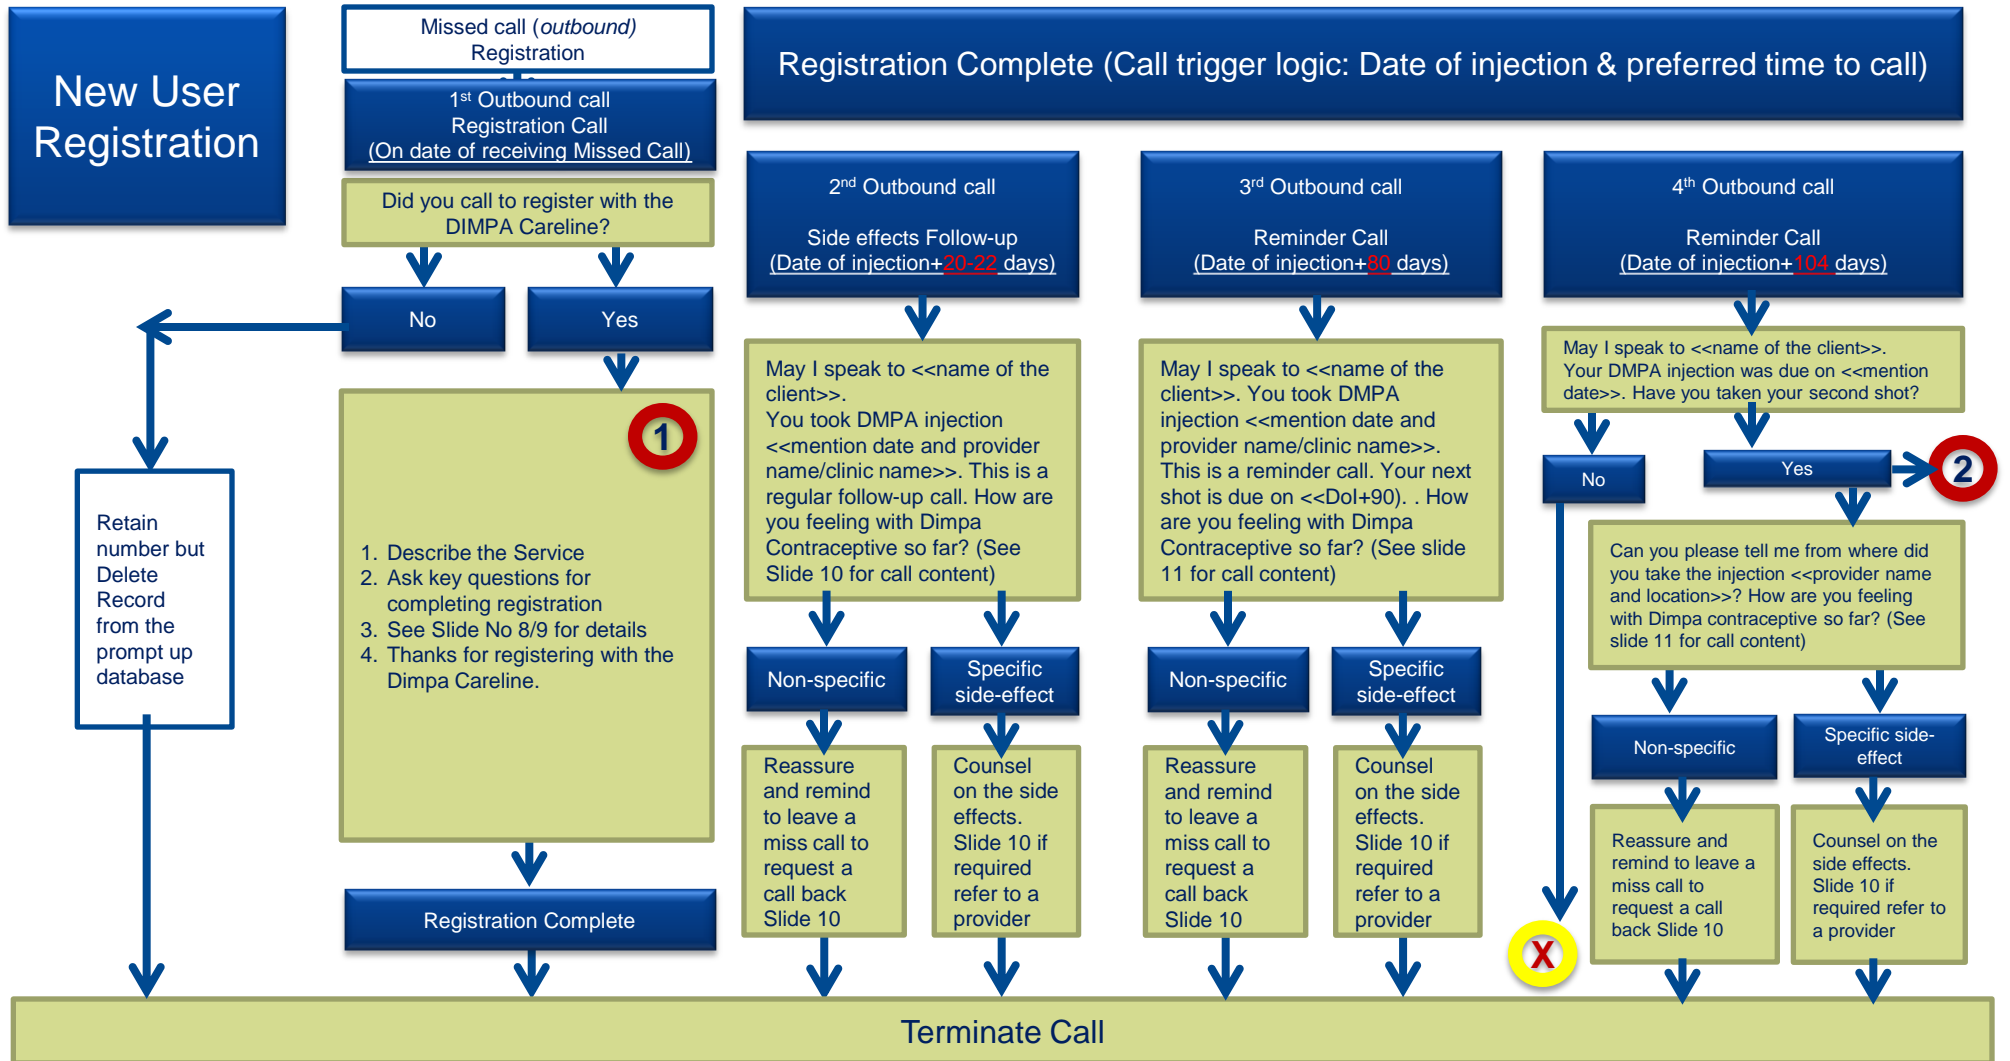 New User
Registration
Missed call (outbound)
Registration
1st Outbound call
Registration Call
(On date of receiving Missed Call)
Did you call to register with the
DIMPA Careline?
No
Yes
Retain
number but
Delete
Record
from the
prompt up
database
1
1. Describe the Service
2. Ask key questions for
completing registration
3. See Slide No 8/9 for details
4. Thanks for registering with the
Dimpa Careline.
Registration Complete
Registration Complete (Call trigger logic: Date of injection & preferred time to call)
2nd Outbound call
Side effects Follow-up
(Date of injection+20-22 days)
May I speak to <<name of the
client>>.
You took DMPA injection
<<mention date and provider
name/clinic name>>. This is a
regular follow-up call. How are
you feeling with Dimpa
Contraceptive so far? (See
Slide 10 for call content)
Non-specific
Specific
side-effect
Reassure
and remind
to leave a
miss call to
request a
call back
Slide 10
Counsel
on the side
effects.
Slide 10 if
required
refer to a
provider
3rd Outbound call
Reminder Call
(Date of injection+80 days)
May I speak to <<name of the
client>>. You took DMPA
injection <<mention date and
provider name/clinic name>>.
This is a reminder call. Your next
shot is due on <<DoI+90). . How
are you feeling with Dimpa
Contraceptive so far? (See slide
11 for call content)
Non-specific
Specific
side-effect
Reassure
and remind
to leave a
miss call to
request a
call back
Slide 10
Counsel
on the side
effects.
Slide 10 if
required
refer to a
provider
4th Outbound call
Reminder Call
(Date of injection+104 days)
May I speak to <<name of the client>>.
Your DMPA injection was due on <<mention
date>>. Have you taken your second shot?
No
Yes
2
Can you please tell me from where did
you take the injection <<provider name
and location>>? How are you feeling
with Dimpa contraceptive so far? (See
slide 11 for call content)
Non-specific
Specific side-
effect
Reassure and
remind to leave a
miss call to
request a call
back Slide 10
Counsel on the
side effects.
Slide 10 if
required refer to
a provider
X
Terminate Call